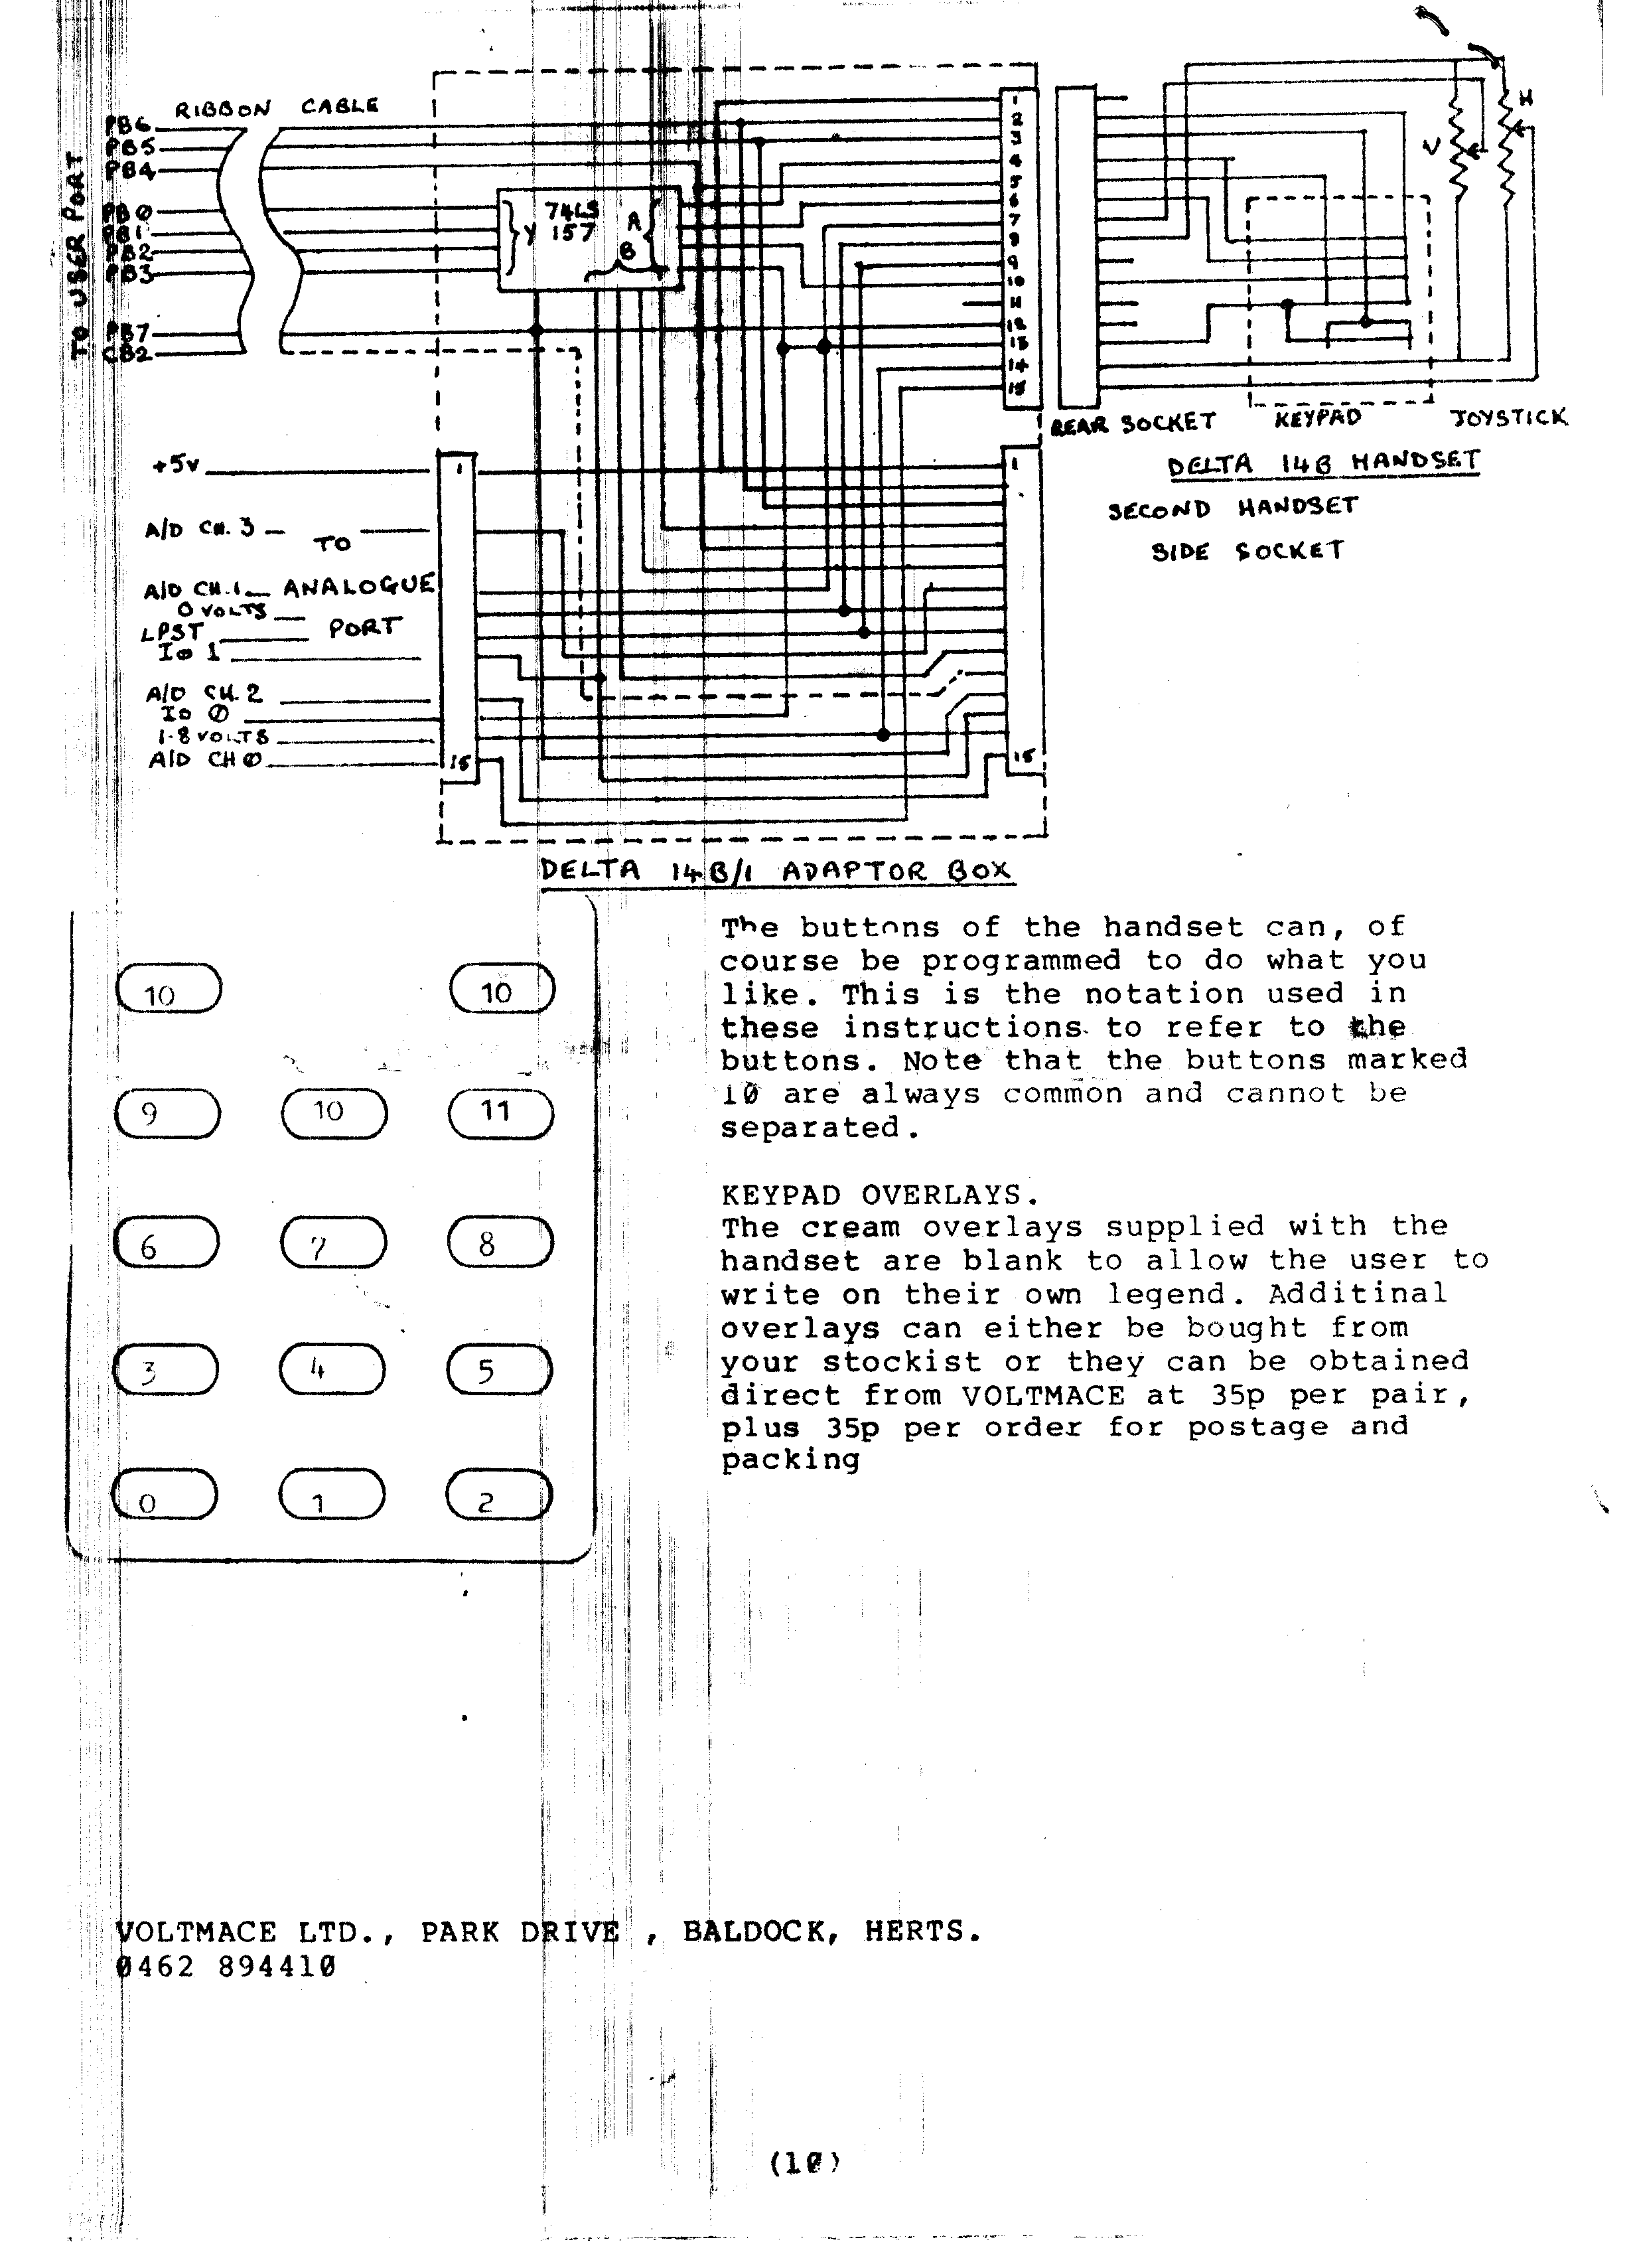 RIBBON CABLE
PB6
PB5
PB4
PB0
PB1
PB2
PB3
PB7
CB2
TO USER PORT
74LS
157
Y
A
B
1
2
3
4
5
6
7
8
9
10
11
12
13
14
15
V
H
REAR SOCKET
KEYPAD
JOYSTICK
DELTA 14B HANDSET
SECOND HANDSET
SIDE SOCKET
+5V
A/D CH. 3
TO
A/D CH. 1 ANALOGUE
0 VOLTS
LPST PORT
I0 1
A/D CH. 2
I0 0
1.8 VOLTS
A/D CH 0
1
15
1
15
DELTA 14B/1 ADAPTOR BOX
10 10
9 10 11
6 7 8
3 4 5
0 1 2
The buttons of the handset can, of
course be programmed to do what you
like. This is the notation used in
these instructions to refer to the
buttons. Note that the buttons marked
10 are always common and cannot be
separated.
KEYPAD OVERLAYS.
The cream overlays supplied with the
handset are blank to allow the user to
write on their own legend. Additinal
overlays can either be bought from
your stockist or they can be obtained
direct from VOLTMACE at 35p per pair,
plus 35p per order for postage and
packing
VOLTMACE LTD., PARK DRIVE , BALDOCK, HERTS.
0462 894410
(10)